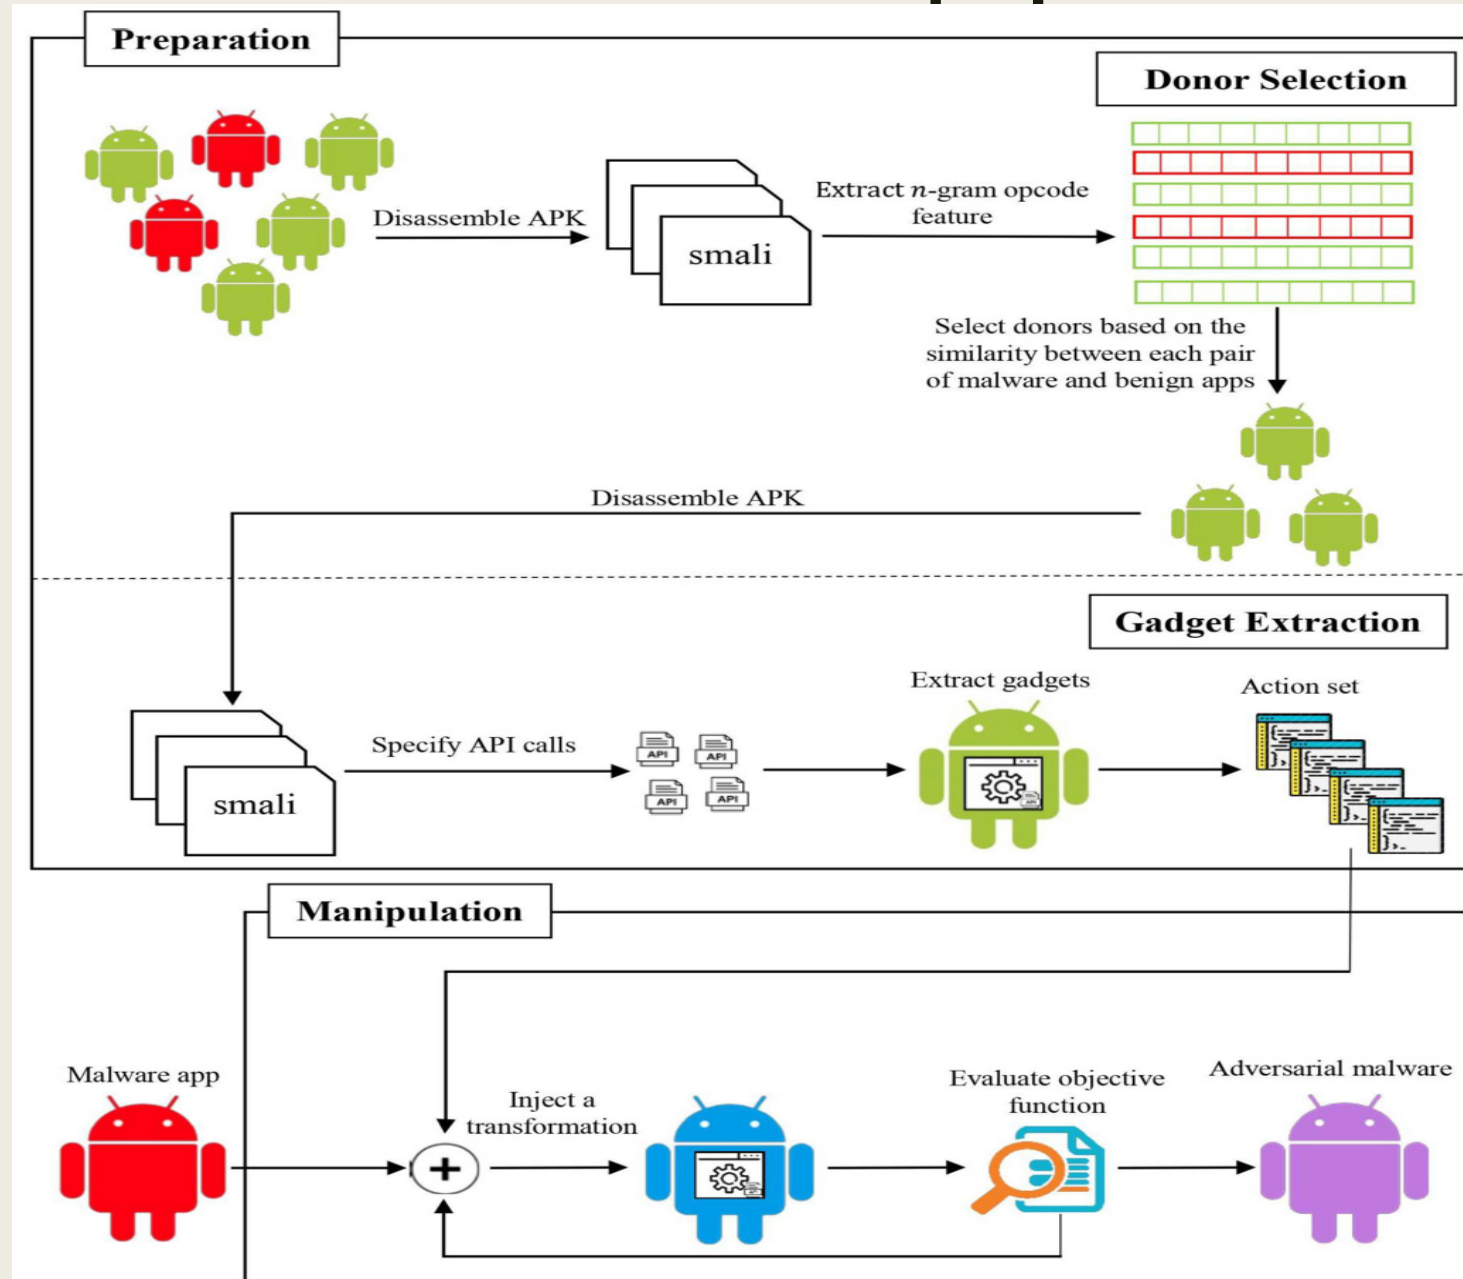 Preparation
Donor Selection
Disassemble APK
smali
Extract n-gram opcode
feature
Select donors based on the
similarity between each pair
of malware and benign apps
Disassemble APK
Gadget Extraction
smali
Specify API calls
API
API
API
API
Extract gadgets
Action set
Manipulation
Malware app
Inject a
transformation
Evaluate objective
function
Adversarial malware